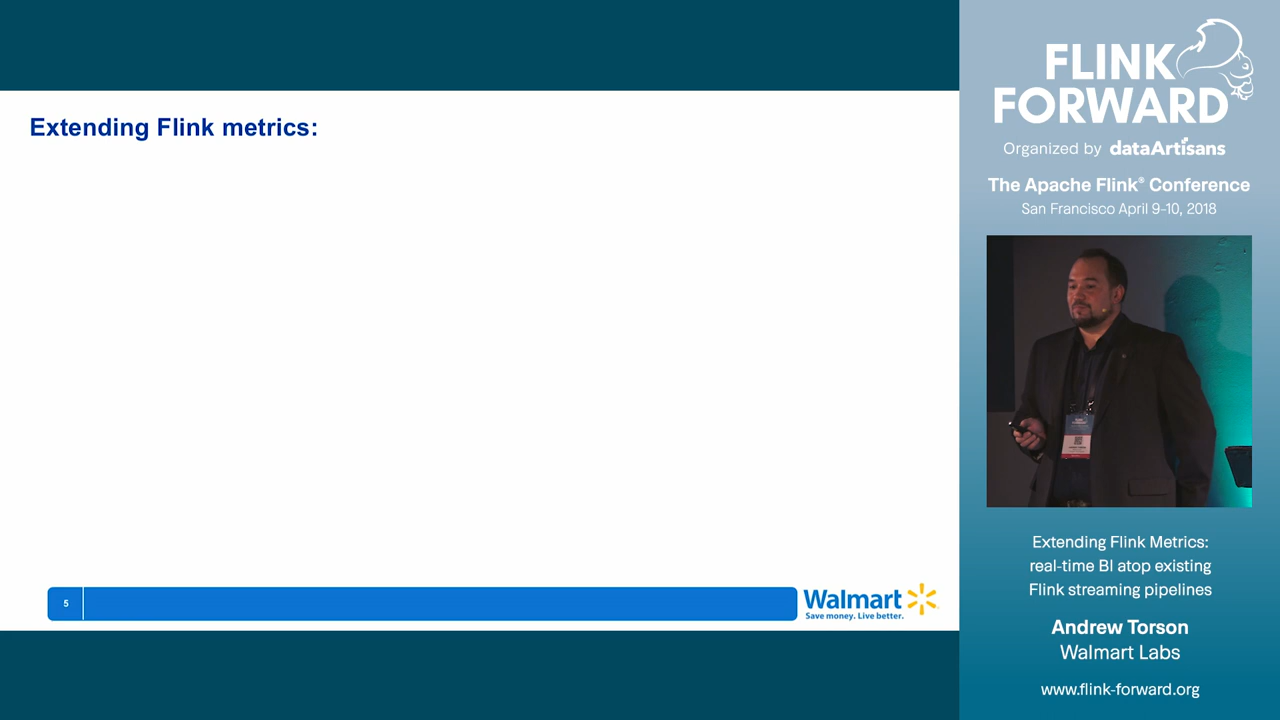 Extending Flink metrics:
5
Walmart
Save money. Live better.
FLINK
FORWARD
Organized by dataArtisans
The Apache Flink® Conference
San Francisco April 9-10, 2018
Extending Flink Metrics:
real-time BI atop existing
Flink streaming pipelines
Andrew Torson
Walmart Labs
www.flink-forward.org